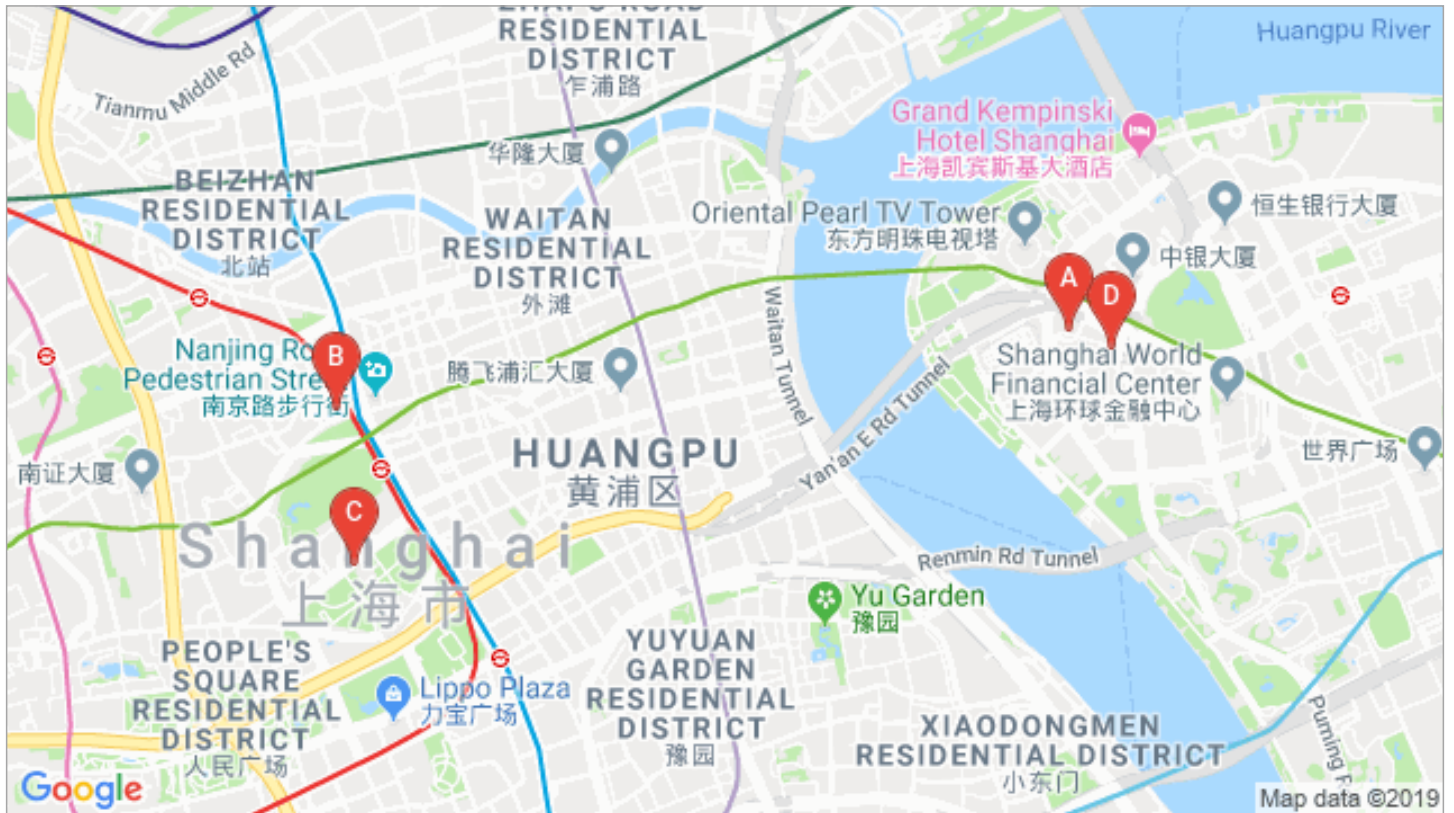 ZHAPU ROAD
RESIDENTIAL
DISTRICT
乍浦路
Huangpu River
Tianmu Middle Rd
Grand Kempinski
Hotel Shanghai
上海凯宾斯基大酒店
华隆大厦
BEIZHAN
RESIDENTIAL
DISTRICT
北站
WAITAN
RESIDENTIAL
DISTRICT
外滩
Oriental Pearl TV Tower
东方明珠电视塔
恒生银行大厦
中银大厦
A
D
Waitan Tunnel
B
Nanjing Ro
Pedestrian Stre
南京路步行街
腾飞浦汇大厦
Shanghai World
Financial Center
上海环球金融中心
南证大厦
HUANGPU
黄浦区
Yan'an E Rd Tunnel
世界广场
C
Shanghai
上海市
Renmin Rd Tunnel
Yu Garden
豫园
PEOPLE'S
SQUARE
RESIDENTIAL
DISTRICT
人民广场
Lippo Plaza
力宝广场
YUYUAN
GARDEN
RESIDENTIAL
DISTRICT
豫园
XIAODONGMEN
RESIDENTIAL DISTRICT
小东门
Puming R
Google
Map data ©2019